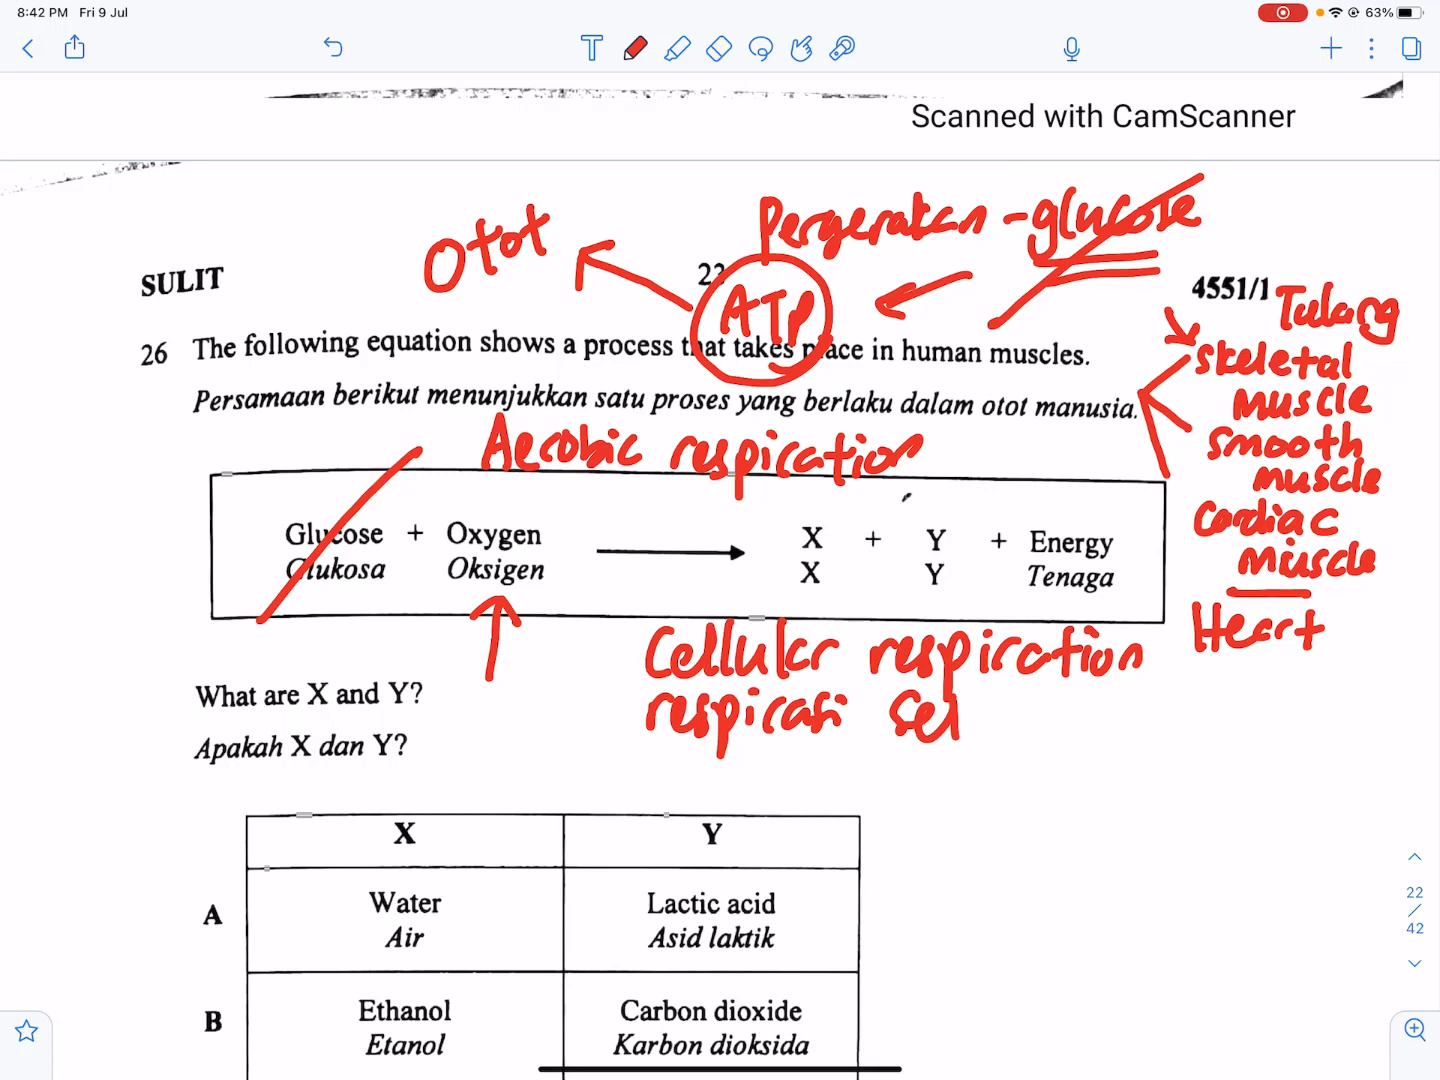 8:42 PM Fri 9 Jul
63%
Scanned with CamScanner
Otot
Pergerakan - glucose
SULIT
23
4551/1
ATP
Tulang
26 The following equation shows a process that takes place in human muscles.
Persamaan berikut menunjukkan satu proses yang berlaku dalam otot manusia.
Skeletal
muscle
Smooth
muscle
Cardiac
muscle
Heart
Aerobic respiration
Glucose + Oxygen X + Y + Energy
Glukosa Oksigen X Y Tenaga
Cellular respiration
respirasi sel
What are X and Y?
Apakah X dan Y?
X Y
A Water Lactic acid
Air Asid laktik
B Ethanol Carbon dioxide
Etanol Karbon dioksida
22
/
42